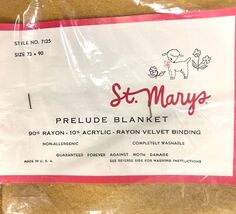 STYLE NO. 7125
SIZE 72 x 90
St. Marys
PRELUDE BLANKET
90% RAYON - 10% ACRYLIC - RAYON VELVET BINDING
NON-ALLERGENIC COMPLETELY WASHABLE
GUARANTEED FOREVER AGAINST MOTH DAMAGE
MADE IN U.S.A. SEE REVERSE SIDE FOR WASHING INSTRUCTIONS